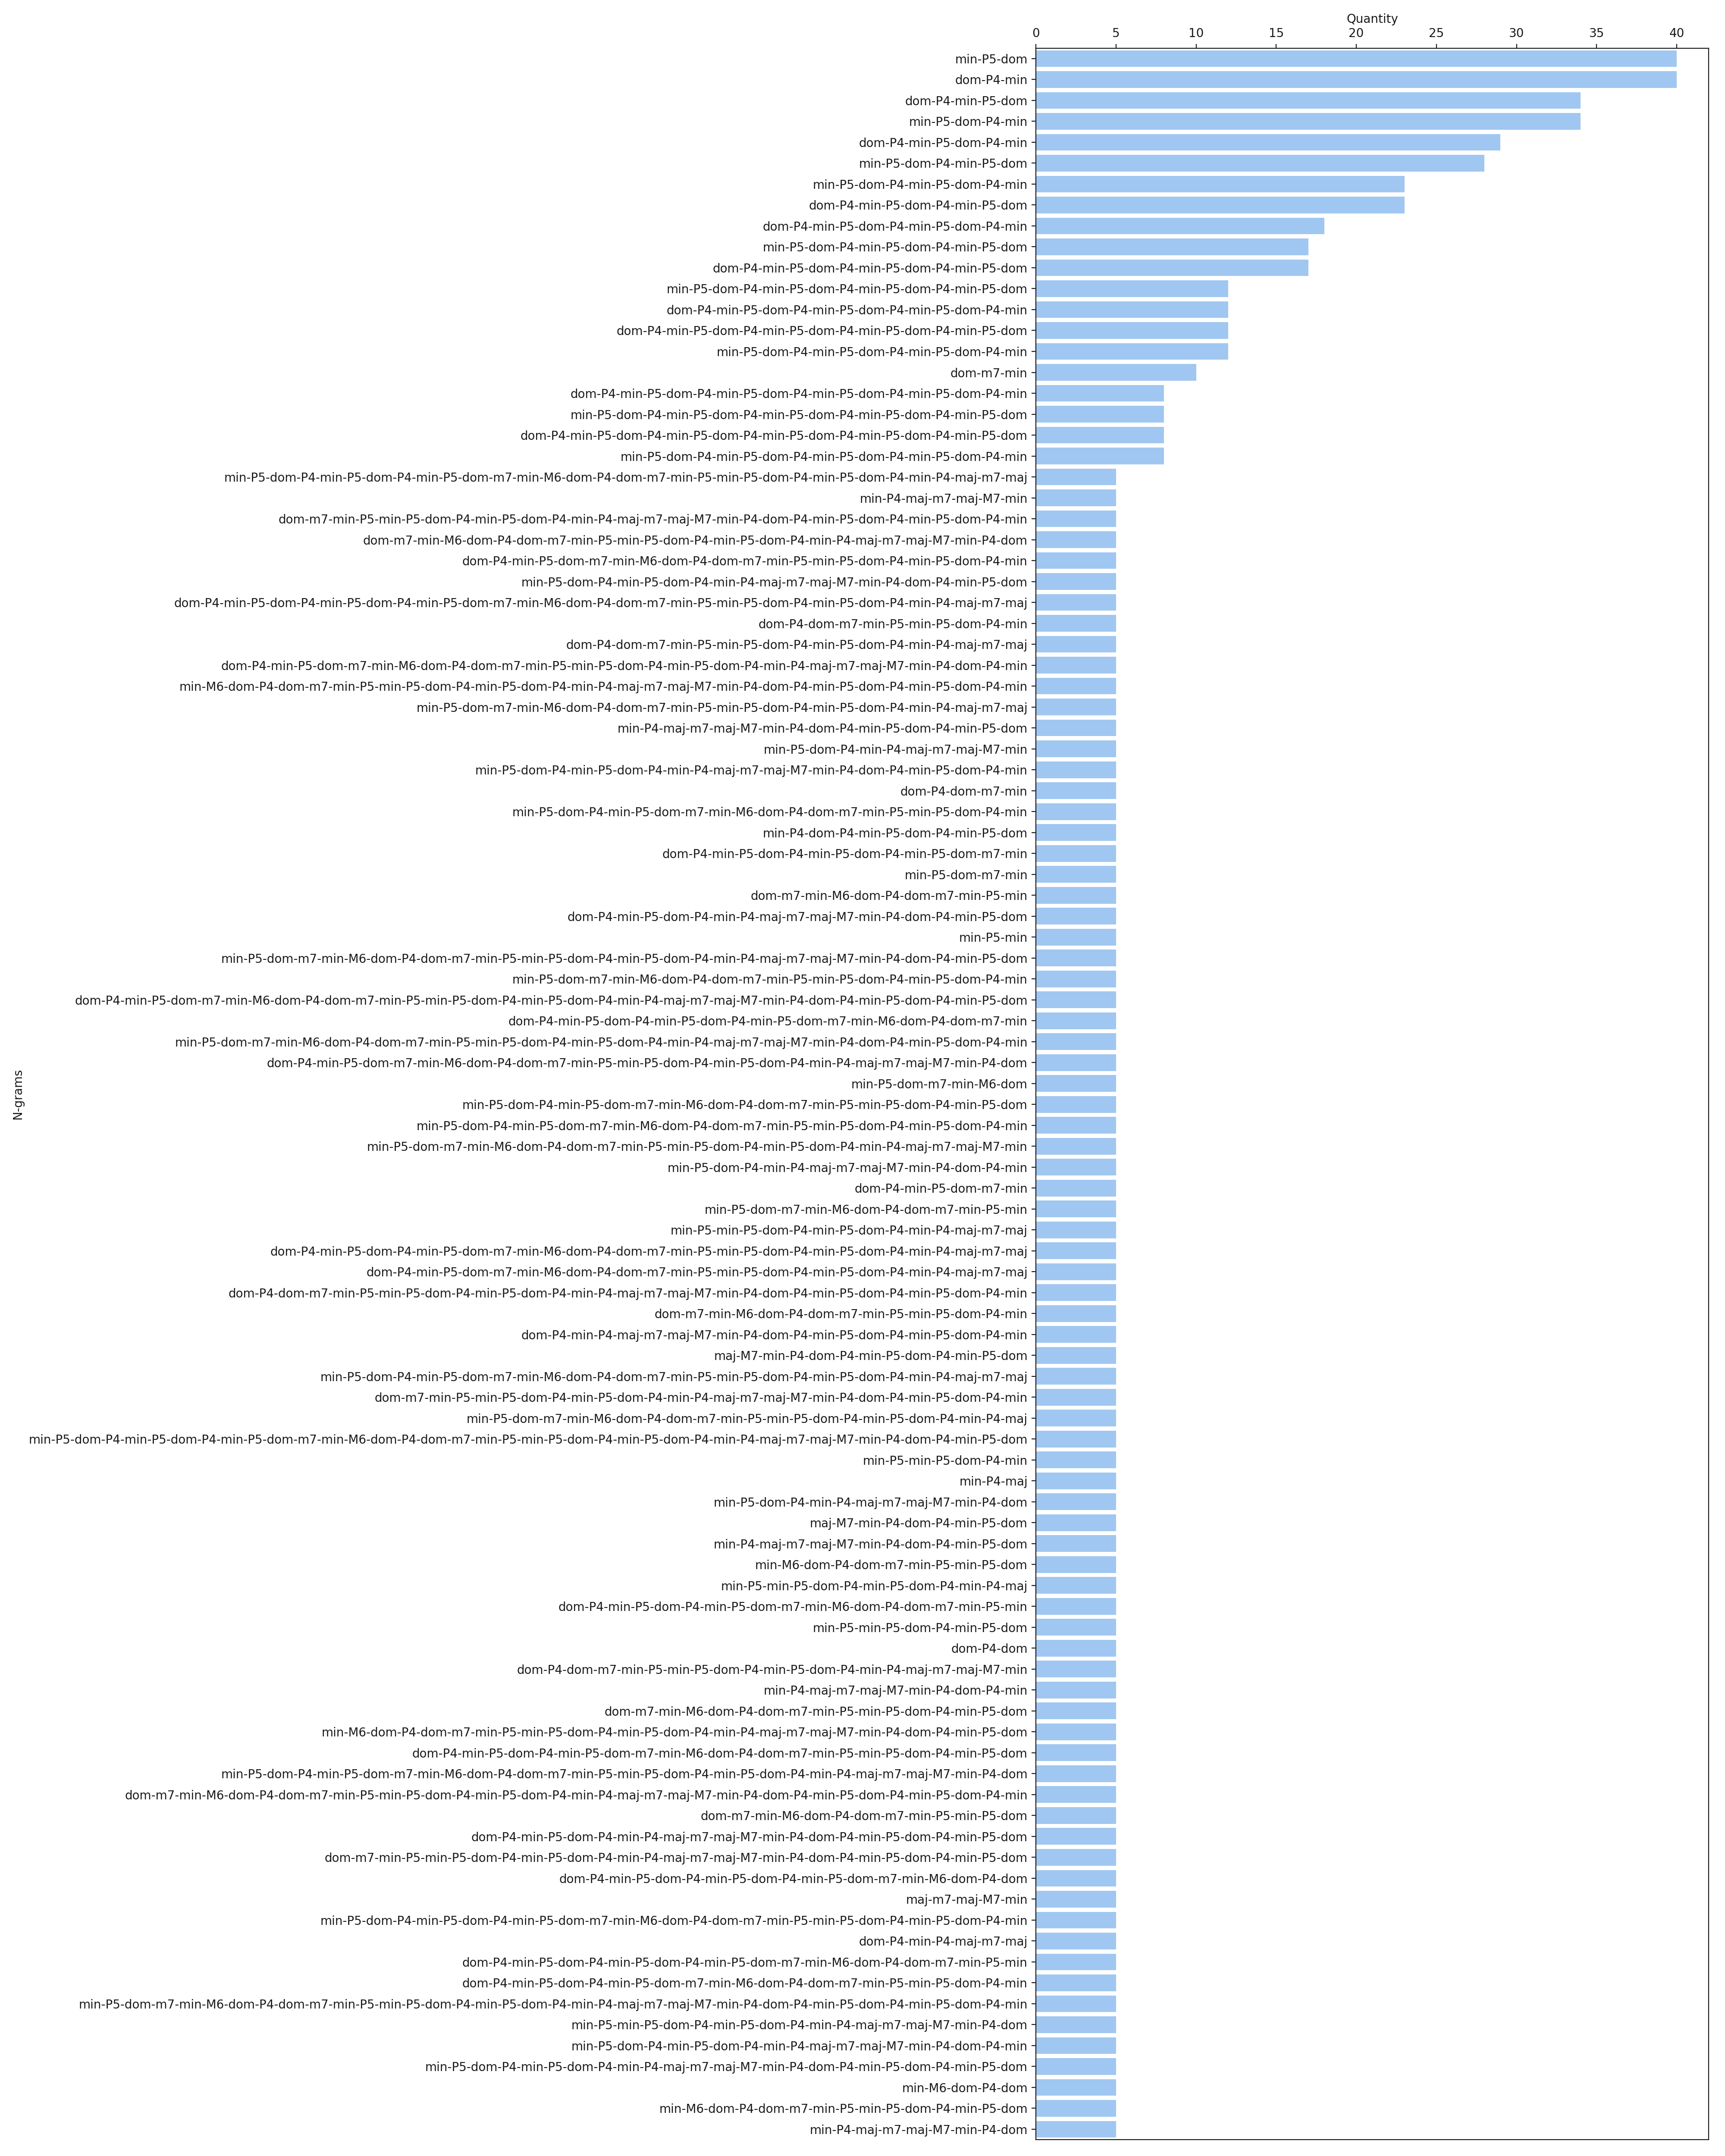 Quantity
0 5 10 15 20 25 30 35 40
min-P5-dom
dom-P4-min
dom-P4-min-P5-dom
min-P5-dom-P4-min
dom-P4-min-P5-dom-P4-min
min-P5-dom-P4-min-P5-dom
min-P5-dom-P4-min-P5-dom-P4-min
dom-P4-min-P5-dom-P4-min-P5-dom
dom-P4-min-P5-dom-P4-min-P5-dom-P4-min
min-P5-dom-P4-min-P5-dom-P4-min-P5-dom
dom-P4-min-P5-dom-P4-min-P5-dom-P4-min-P5-dom
min-P5-dom-P4-min-P5-dom-P4-min-P5-dom-P4-min-P5-dom
dom-P4-min-P5-dom-P4-min-P5-dom-P4-min-P5-dom-P4-min
dom-P4-min-P5-dom-P4-min-P5-dom-P4-min-P5-dom-P4-min-P5-dom
min-P5-dom-P4-min-P5-dom-P4-min-P5-dom-P4-min
dom-m7-min
dom-P4-min-P5-dom-P4-min-P5-dom-P4-min-P5-dom-P4-min-P5-dom-P4-min
min-P5-dom-P4-min-P5-dom-P4-min-P5-dom-P4-min-P5-dom-P4-min-P5-dom
dom-P4-min-P5-dom-P4-min-P5-dom-P4-min-P5-dom-P4-min-P5-dom-P4-min-P5-dom
min-P5-dom-P4-min-P5-dom-P4-min-P5-dom-P4-min-P5-dom-P4-min
min-P5-dom-P4-min-P5-dom-P4-min-P5-dom-m7-min-M6-dom-P4-dom-m7-min-P5-min-P5-dom-P4-min-P5-dom-P4-min-P4-maj-m7-maj
min-P4-maj-m7-maj-M7-min
dom-m7-min-P5-min-P5-dom-P4-min-P5-dom-P4-min-P4-maj-m7-maj-M7-min-P4-dom-P4-min-P5-dom-P4-min-P5-dom-P4-min
dom-m7-min-M6-dom-P4-dom-m7-min-P5-min-P5-dom-P4-min-P5-dom-P4-min-P4-maj-m7-maj-M7-min-P4-dom
dom-P4-min-P5-dom-m7-min-M6-dom-P4-dom-m7-min-P5-min-P5-dom-P4-min-P5-dom-P4-min
min-P5-dom-P4-min-P5-dom-P4-min-P4-maj-m7-maj-M7-min-P4-dom-P4-min-P5-dom
dom-P4-min-P5-dom-P4-min-P5-dom-P4-min-P5-dom-m7-min-M6-dom-P4-dom-m7-min-P5-min-P5-dom-P4-min-P5-dom-P4-min-P4-maj-m7-maj
dom-P4-dom-m7-min-P5-min-P5-dom-P4-min
dom-P4-dom-m7-min-P5-min-P5-dom-P4-min-P5-dom-P4-min-P4-maj-m7-maj
dom-P4-min-P5-dom-m7-min-M6-dom-P4-dom-m7-min-P5-min-P5-dom-P4-min-P5-dom-P4-min-P4-maj-m7-maj-M7-min-P4-dom-P4-min
min-M6-dom-P4-dom-m7-min-P5-min-P5-dom-P4-min-P5-dom-P4-min-P4-maj-m7-maj-M7-min-P4-dom-P4-min-P5-dom-P4-min-P5-dom-P4-min
min-P5-dom-m7-min-M6-dom-P4-dom-m7-min-P5-min-P5-dom-P4-min-P5-dom-P4-min-P4-maj-m7-maj
min-P4-maj-m7-maj-M7-min-P4-dom-P4-min-P5-dom-P4-min-P5-dom
min-P5-dom-P4-min-P4-maj-m7-maj-M7-min
min-P5-dom-P4-min-P5-dom-P4-min-P4-maj-m7-maj-M7-min-P4-dom-P4-min-P5-dom-P4-min
dom-P4-dom-m7-min
min-P5-dom-P4-min-P5-dom-m7-min-M6-dom-P4-dom-m7-min-P5-min-P5-dom-P4-min
min-P4-dom-P4-min-P5-dom-P4-min-P5-dom
dom-P4-min-P5-dom-P4-min-P5-dom-P4-min-P5-dom-m7-min
min-P5-dom-m7-min
dom-m7-min-M6-dom-P4-dom-m7-min-P5-min
dom-P4-min-P5-dom-P4-min-P4-maj-m7-maj-M7-min-P4-dom-P4-min-P5-dom
min-P5-min
min-P5-dom-m7-min-M6-dom-P4-dom-m7-min-P5-min-P5-dom-P4-min-P5-dom-P4-min-P4-maj-m7-maj-M7-min-P4-dom-P4-min-P5-dom
min-P5-dom-m7-min-M6-dom-P4-dom-m7-min-P5-min-P5-dom-P4-min-P5-dom-P4-min
dom-P4-min-P5-dom-m7-min-M6-dom-P4-dom-m7-min-P5-min-P5-dom-P4-min-P5-dom-P4-min-P4-maj-m7-maj-M7-min-P4-dom-P4-min-P5-dom-P4-min-P5-dom
dom-P4-min-P5-dom-P4-min-P5-dom-P4-min-P5-dom-m7-min-M6-dom-P4-dom-m7-min
min-P5-dom-m7-min-M6-dom-P4-dom-m7-min-P5-min-P5-dom-P4-min-P5-dom-P4-min-P4-maj-m7-maj-M7-min-P4-dom-P4-min-P5-dom-P4-min
dom-P4-min-P5-dom-m7-min-M6-dom-P4-dom-m7-min-P5-min-P5-dom-P4-min-P5-dom-P4-min-P4-maj-m7-maj-M7-min-P4-dom
min-P5-dom-m7-min-M6-dom
N-grams
min-P5-dom-P4-min-P5-dom-m7-min-M6-dom-P4-dom-m7-min-P5-min-P5-dom-P4-min-P5-dom
min-P5-dom-P4-min-P5-dom-m7-min-M6-dom-P4-dom-m7-min-P5-min-P5-dom-P4-min-P5-dom-P4-min
min-P5-dom-m7-min-M6-dom-P4-dom-m7-min-P5-min-P5-dom-P4-min-P5-dom-P4-min-P4-maj-m7-maj-M7-min
min-P5-dom-P4-min-P4-maj-m7-maj-M7-min-P4-dom-P4-min
dom-P4-min-P5-dom-m7-min
min-P5-dom-m7-min-M6-dom-P4-dom-m7-min-P5-min
min-P5-min-P5-dom-P4-min-P5-dom-P4-min-P4-maj-m7-maj
dom-P4-min-P5-dom-P4-min-P5-dom-m7-min-M6-dom-P4-dom-m7-min-P5-min-P5-dom-P4-min-P5-dom-P4-min-P4-maj-m7-maj
dom-P4-min-P5-dom-m7-min-M6-dom-P4-dom-m7-min-P5-min-P5-dom-P4-min-P5-dom-P4-min-P4-maj-m7-maj
dom-P4-dom-m7-min-P5-min-P5-dom-P4-min-P5-dom-P4-min-P4-maj-m7-maj-M7-min-P4-dom-P4-min-P5-dom-P4-min-P5-dom-P4-min
dom-m7-min-M6-dom-P4-dom-m7-min-P5-min-P5-dom-P4-min
dom-P4-min-P4-maj-m7-maj-M7-min-P4-dom-P4-min-P5-dom-P4-min-P5-dom-P4-min
maj-M7-min-P4-dom-P4-min-P5-dom-P4-min-P5-dom
min-P5-dom-P4-min-P5-dom-m7-min-M6-dom-P4-dom-m7-min-P5-min-P5-dom-P4-min-P5-dom-P4-min-P4-maj-m7-maj
dom-m7-min-P5-min-P5-dom-P4-min-P5-dom-P4-min-P4-maj-m7-maj-M7-min-P4-dom-P4-min-P5-dom-P4-min
min-P5-dom-m7-min-M6-dom-P4-dom-m7-min-P5-min-P5-dom-P4-min-P5-dom-P4-min-P4-maj
min-P5-dom-P4-min-P5-dom-P4-min-P5-dom-m7-min-M6-dom-P4-dom-m7-min-P5-min-P5-dom-P4-min-P5-dom-P4-min-P4-maj-m7-maj-M7-min-P4-dom-P4-min-P5-dom
min-P5-min-P5-dom-P4-min
min-P4-maj
min-P5-dom-P4-min-P4-maj-m7-maj-M7-min-P4-dom
maj-M7-min-P4-dom-P4-min-P5-dom
min-P4-maj-m7-maj-M7-min-P4-dom-P4-min-P5-dom
min-M6-dom-P4-dom-m7-min-P5-min-P5-dom
min-P5-min-P5-dom-P4-min-P5-dom-P4-min-P4-maj
dom-P4-min-P5-dom-P4-min-P5-dom-m7-min-M6-dom-P4-dom-m7-min-P5-min
min-P5-min-P5-dom-P4-min-P5-dom
dom-P4-dom
dom-P4-dom-m7-min-P5-min-P5-dom-P4-min-P5-dom-P4-min-P4-maj-m7-maj-M7-min
min-P4-maj-m7-maj-M7-min-P4-dom-P4-min
dom-m7-min-M6-dom-P4-dom-m7-min-P5-min-P5-dom-P4-min-P5-dom
min-M6-dom-P4-dom-m7-min-P5-min-P5-dom-P4-min-P5-dom-P4-min-P4-maj-m7-maj-M7-min-P4-dom-P4-min-P5-dom
dom-P4-min-P5-dom-P4-min-P5-dom-m7-min-M6-dom-P4-dom-m7-min-P5-min-P5-dom-P4-min-P5-dom
min-P5-dom-P4-min-P5-dom-m7-min-M6-dom-P4-dom-m7-min-P5-min-P5-dom-P4-min-P5-dom-P4-min-P4-maj-m7-maj-M7-min-P4-dom
dom-m7-min-M6-dom-P4-dom-m7-min-P5-min-P5-dom-P4-min-P5-dom-P4-min-P4-maj-m7-maj-M7-min-P4-dom-P4-min-P5-dom-P4-min-P5-dom-P4-min
dom-m7-min-M6-dom-P4-dom-m7-min-P5-min-P5-dom
dom-P4-min-P5-dom-P4-min-P4-maj-m7-maj-M7-min-P4-dom-P4-min-P5-dom-P4-min-P5-dom
dom-m7-min-P5-min-P5-dom-P4-min-P5-dom-P4-min-P4-maj-m7-maj-M7-min-P4-dom-P4-min-P5-dom-P4-min-P5-dom
dom-P4-min-P5-dom-P4-min-P5-dom-P4-min-P5-dom-m7-min-M6-dom-P4-dom
maj-m7-maj-M7-min
min-P5-dom-P4-min-P5-dom-P4-min-P5-dom-m7-min-M6-dom-P4-dom-m7-min-P5-min-P5-dom-P4-min-P5-dom-P4-min
dom-P4-min-P4-maj-m7-maj
dom-P4-min-P5-dom-P4-min-P5-dom-P4-min-P5-dom-m7-min-M6-dom-P4-dom-m7-min-P5-min
dom-P4-min-P5-dom-P4-min-P5-dom-m7-min-M6-dom-P4-dom-m7-min-P5-min-P5-dom-P4-min
min-P5-dom-m7-min-M6-dom-P4-dom-m7-min-P5-min-P5-dom-P4-min-P5-dom-P4-min-P4-maj-m7-maj-M7-min-P4-dom-P4-min-P5-dom-P4-min-P5-dom-P4-min
min-P5-min-P5-dom-P4-min-P5-dom-P4-min-P4-maj-m7-maj-M7-min-P4-dom
min-P5-dom-P4-min-P5-dom-P4-min-P4-maj-m7-maj-M7-min-P4-dom-P4-min
min-P5-dom-P4-min-P5-dom-P4-min-P4-maj-m7-maj-M7-min-P4-dom-P4-min-P5-dom-P4-min-P5-dom
min-M6-dom-P4-dom
min-M6-dom-P4-dom-m7-min-P5-min-P5-dom-P4-min-P5-dom
min-P4-maj-m7-maj-M7-min-P4-dom